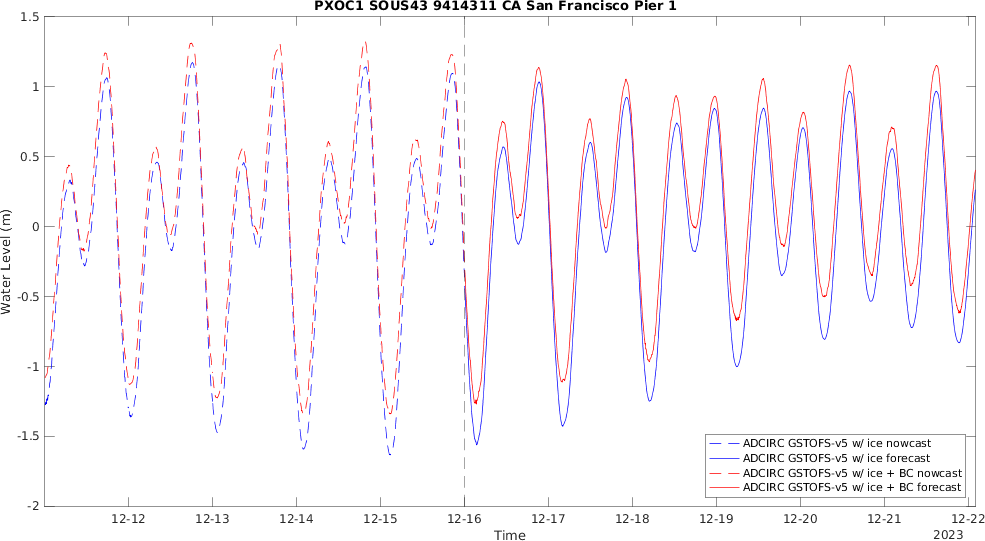 PXOC1 SOUS43 9414311 CA San Francisco Pier 1
1.5
1
0.5
0
-0.5
-1
-1.5
-2
Water Level (m)
ADCIRC GSTOFS-v5 w/ ice nowcast
ADCIRC GSTOFS-v5 w/ ice forecast
ADCIRC GSTOFS-v5 w/ ice + BC nowcast
ADCIRC GSTOFS-v5 w/ ice + BC forecast
12-12 12-13 12-14 12-15 12-16 12-17 12-18 12-19 12-20 12-21 12-22
Time
2023